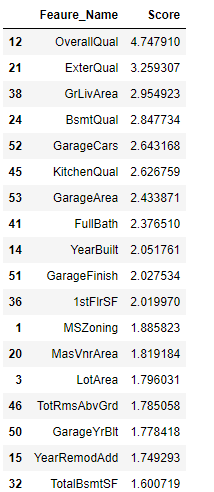 Feaure_Name Score
12 OverallQual 4.747910
21 ExterQual 3.259307
38 GrLivArea 2.954923
24 BsmtQual 2.847734
52 GarageCars 2.643168
45 KitchenQual 2.626759
53 GarageArea 2.433871
41 FullBath 2.376510
14 YearBuilt 2.051761
51 GarageFinish 2.027534
36 1stFlrSF 2.019970
1 MSZoning 1.885823
20 MasVnrArea 1.819184
3 LotArea 1.796031
46 TotRmsAbvGrd 1.785058
50 GarageYrBlt 1.778418
15 YearRemodAdd 1.749293
32 TotalBsmtSF 1.600719